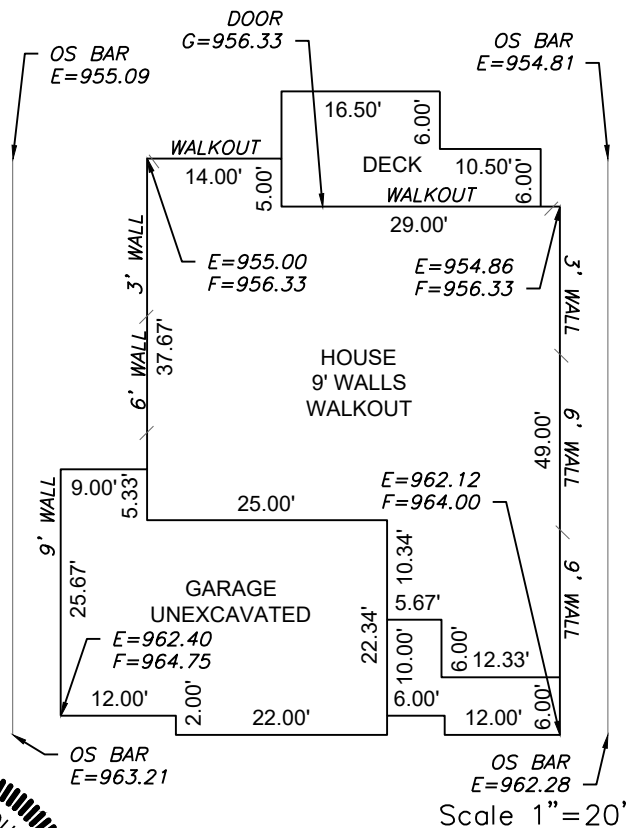 DOOR
G=956.33
OS BAR
E=955.09
OS BAR
E=954.81
16.50'
6.00'
WALKOUT
14.00'
5.00'
DECK
10.50'
6.00'
WALKOUT
29.00'
3' WALL
E=955.00
F=956.33
E=954.86
F=956.33
3' WALL
6' WALL
37.67'
HOUSE
9' WALLS
WALKOUT
6' WALL
49.00'
9' WALL
9.00'
5.33'
25.00'
E=962.12
F=964.00
10.34'
9' WALL
25.67'
GARAGE
UNEXCAVATED
22.34'
5.67'
6.00'
12.33'
E=962.40
F=964.75
10.00'
12.00'
2.00'
22.00'
6.00'
12.00'
6.00'
OS BAR
E=963.21
OS BAR
E=962.28
Scale 1"=20'